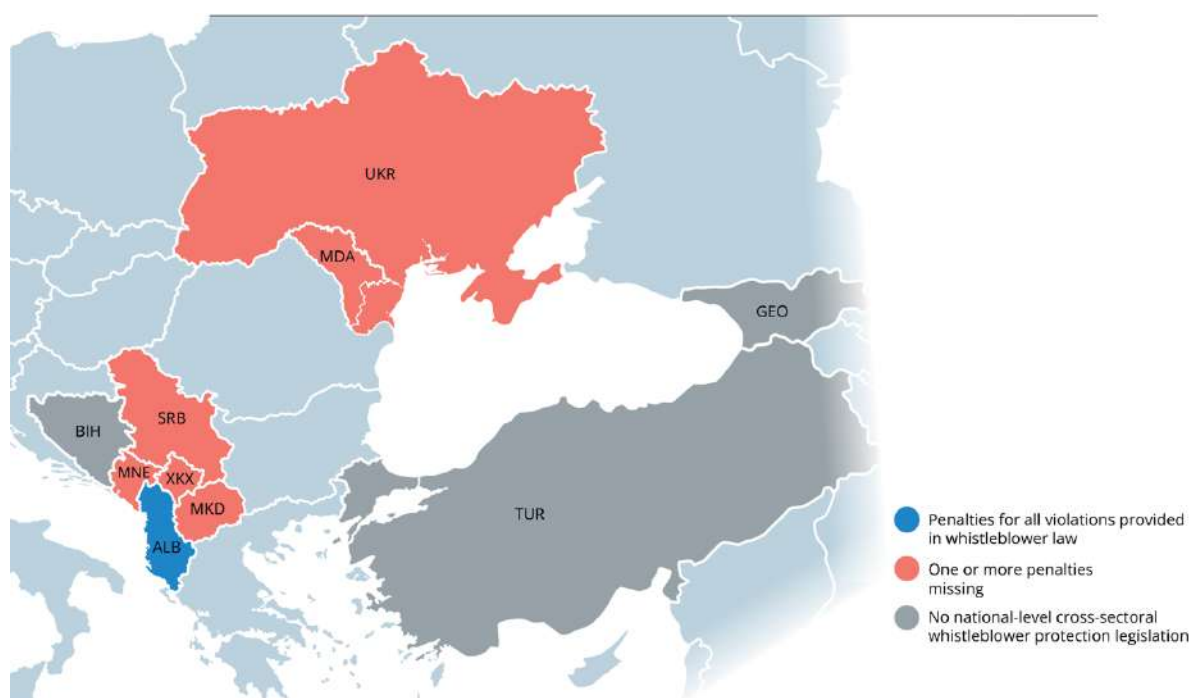 UKR
MDA
GEO
SRB
BIH
MNE
XKX
MKD
TUR
ALB
Penalties for all violations provided
in whistleblower law
One or more penalties
missing
No national-level cross-sectoral
whistleblower protection legislation